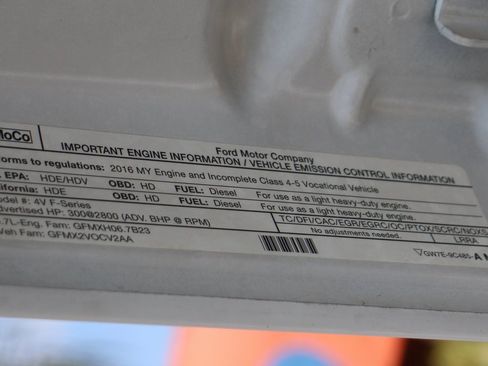 MoCo
Ford Motor Company
IMPORTANT ENGINE INFORMATION / VEHICLE EMISSION CONTROL INFORMATION
forms to regulations: 2016 MY Engine and Incomplete Class 4-5 Vocational Vehicle
EPA: HDE/HDV OBD: HD FUEL: Diesel For use as a light heavy-duty engine.
alifornia: HDE OBD: HD FUEL: Diesel For use as a light heavy-duty engine.
odel #: 4V F-Series TC/DFI/CAC/EGR/EGRC/OC/PTOX/SCRC/NOXS
vertised HP: 300@2800 (ADV. BHP @ RPM) No adjustments needed. LRRA
.7L-Eng. Fam: GFMXH06.7B23
Veh Fam: GFMX2VOCV2AA GW7E-9C485-A